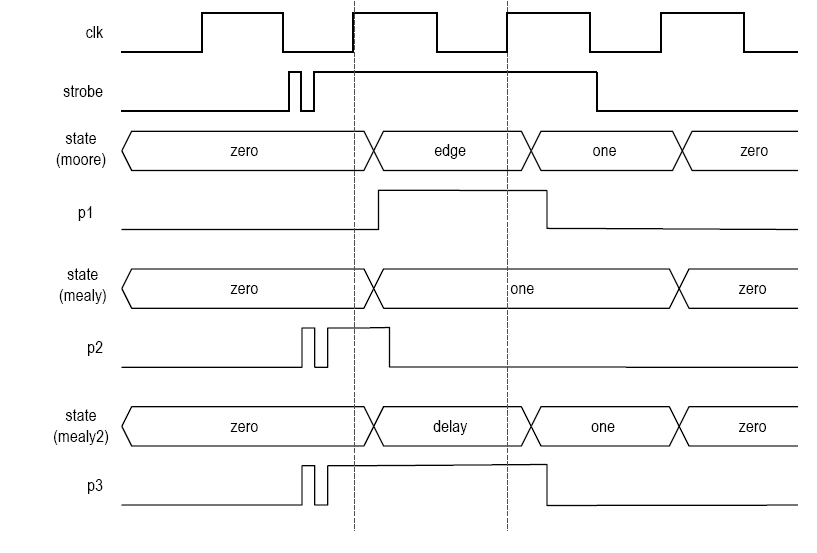 clk
strobe
state
(moore)
zero
edge
one
zero
p1
state
(mealy)
zero
one
zero
p2
state
(mealy2)
zero
delay
one
zero
p3